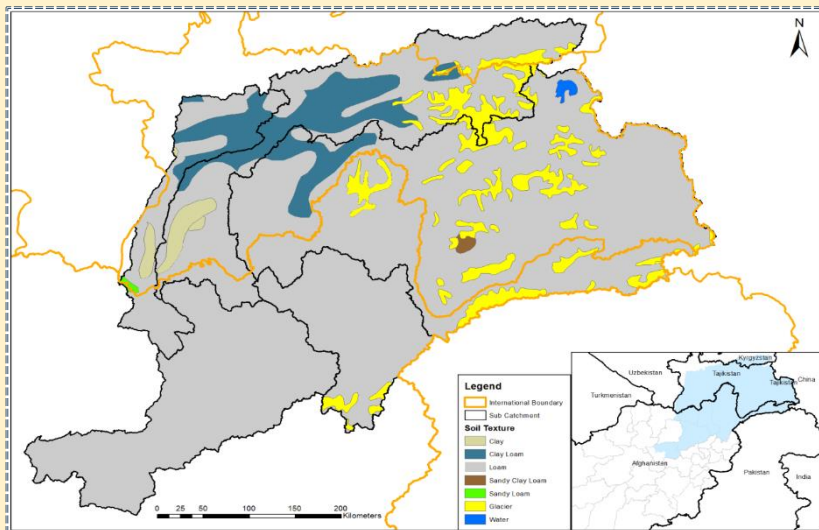 N
Legend
International Boundary
Sub Catchment
Soil Texture
Clay
Clay Loam
Loam
Sandy Clay Loam
Sandy Loam
Glacier
Water
0 25 50 100 150 200
Kilometers
Kyrgyzstan
Uzbekistan
Tajikistan
Tajikistan
China
Turkmenistan
Afghanistan
Pakistan
India